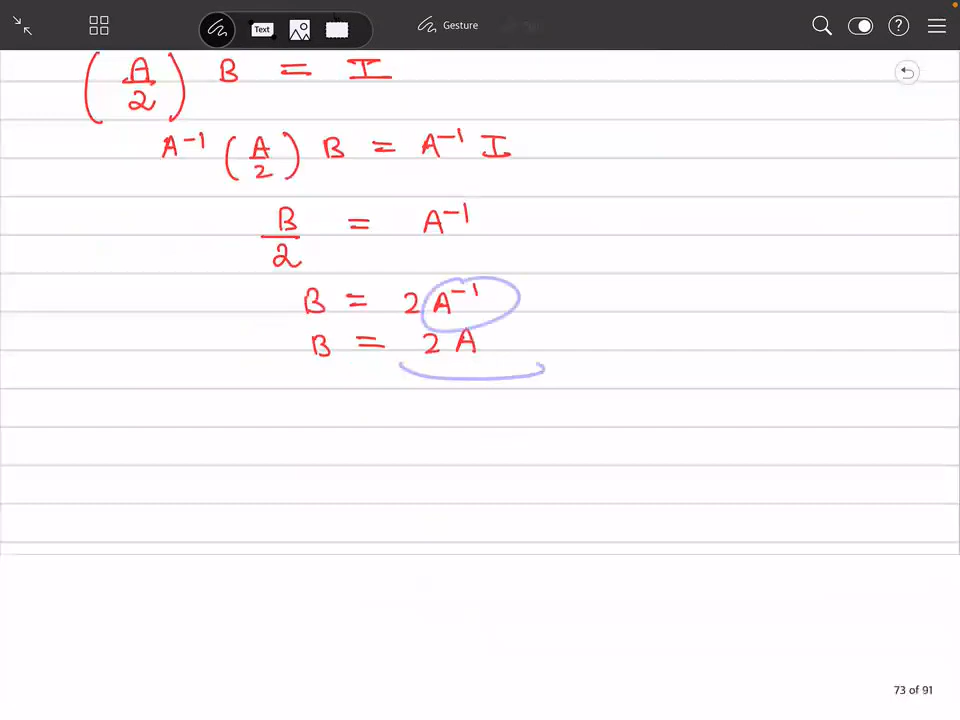 Text
Gesture
(A/2) B = I
A⁻¹ (A/2) B = A⁻¹ I
B/2 = A⁻¹
B = 2 A⁻¹
B = 2 A
73 of 91